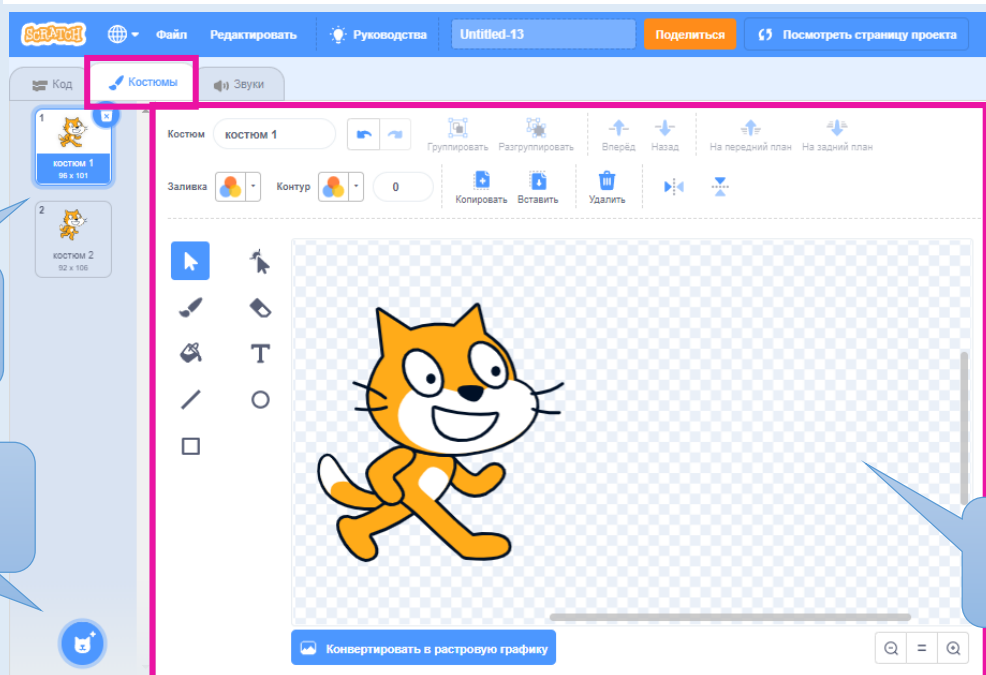 SCRATCH Файл Редактировать Руководства Untitled-13 Поделиться Посмотреть страницу проекта
Код Костюмы Звуки
1
костюм 1
96 x 101
2
костюм 2
92 x 106
Костюм костюм 1 Группировать Разгруппировать Вперёд Назад На передний план На задний план
Заливка Контур 0 Копировать Вставить Удалить
T
Конвертировать в растровую графику =